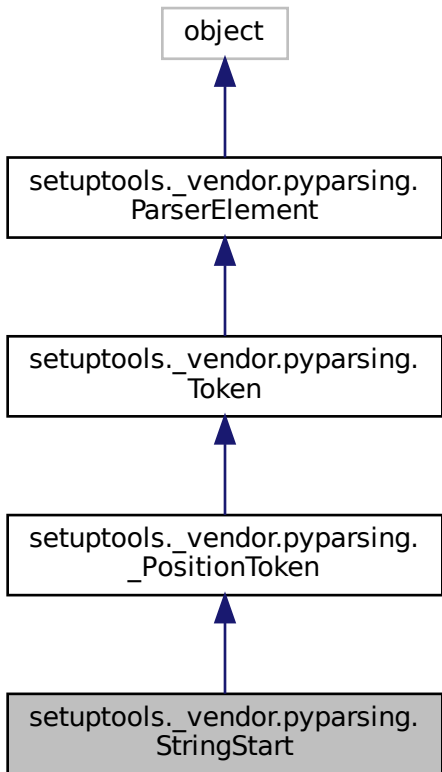 object
setuptools._vendor.pyparsing.
ParserElement
setuptools._vendor.pyparsing.
Token
setuptools._vendor.pyparsing.
_PositionToken
setuptools._vendor.pyparsing.
StringStart